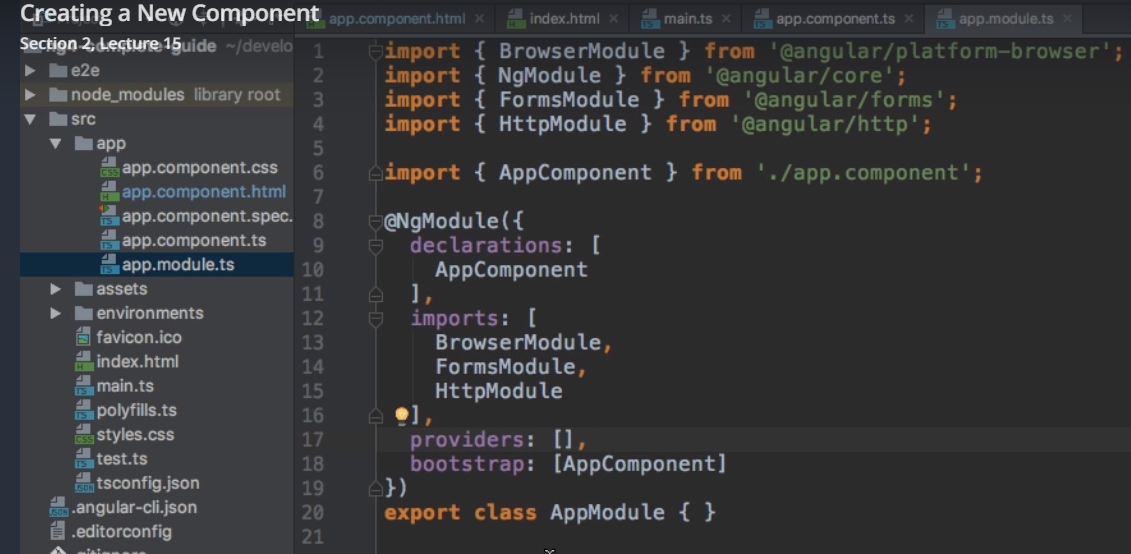 Creating a New Component
Section 2, Lecture 15
app.component.html
index.html
main.ts
app.component.ts
app.module.ts
guide ~/develo
e2e
node_modules library root
src
app
app.component.css
app.component.html
app.component.spec.
app.component.ts
app.module.ts
assets
environments
favicon.ico
index.html
main.ts
polyfills.ts
styles.css
test.ts
tsconfig.json
.angular-cli.json
.editorconfig
.gitignore
1 import { BrowserModule } from '@angular/platform-browser';
2 import { NgModule } from '@angular/core';
3 import { FormsModule } from '@angular/forms';
4 import { HttpModule } from '@angular/http';
5
6 import { AppComponent } from './app.component';
7
8 @NgModule({
9 declarations: [
10 AppComponent
11 ],
12 imports: [
13 BrowserModule,
14 FormsModule,
15 HttpModule
16 ],
17 providers: [],
18 bootstrap: [AppComponent]
19 })
20 export class AppModule { }
21